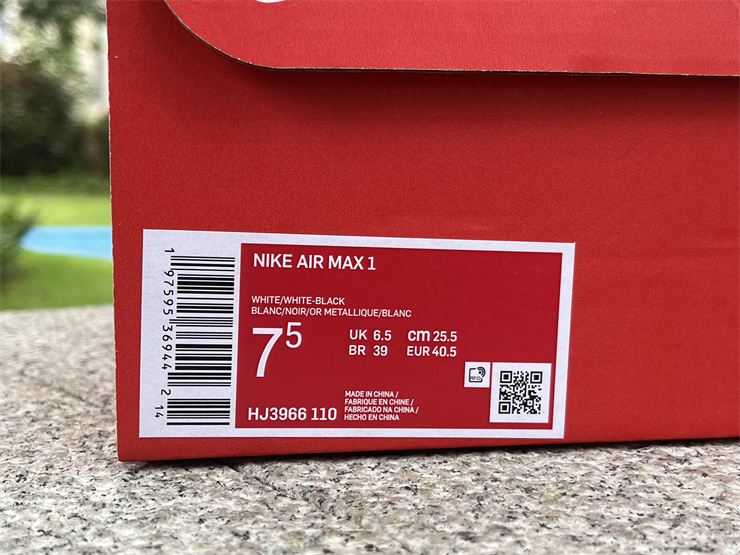 NIKE AIR MAX 1
WHITE/WHITE-BLACK
BLANC/NOIR/OR METALLIQUE/BLANC
7 5
UK 6.5 cm 25.5
BR 39 EUR 40.5
RFID
HJ3966 110
MADE IN CHINA /
FABRIQUE EN CHINE /
FABRICADO NA CHINA /
HECHO EN CHINA
1 97595 36944 2 14